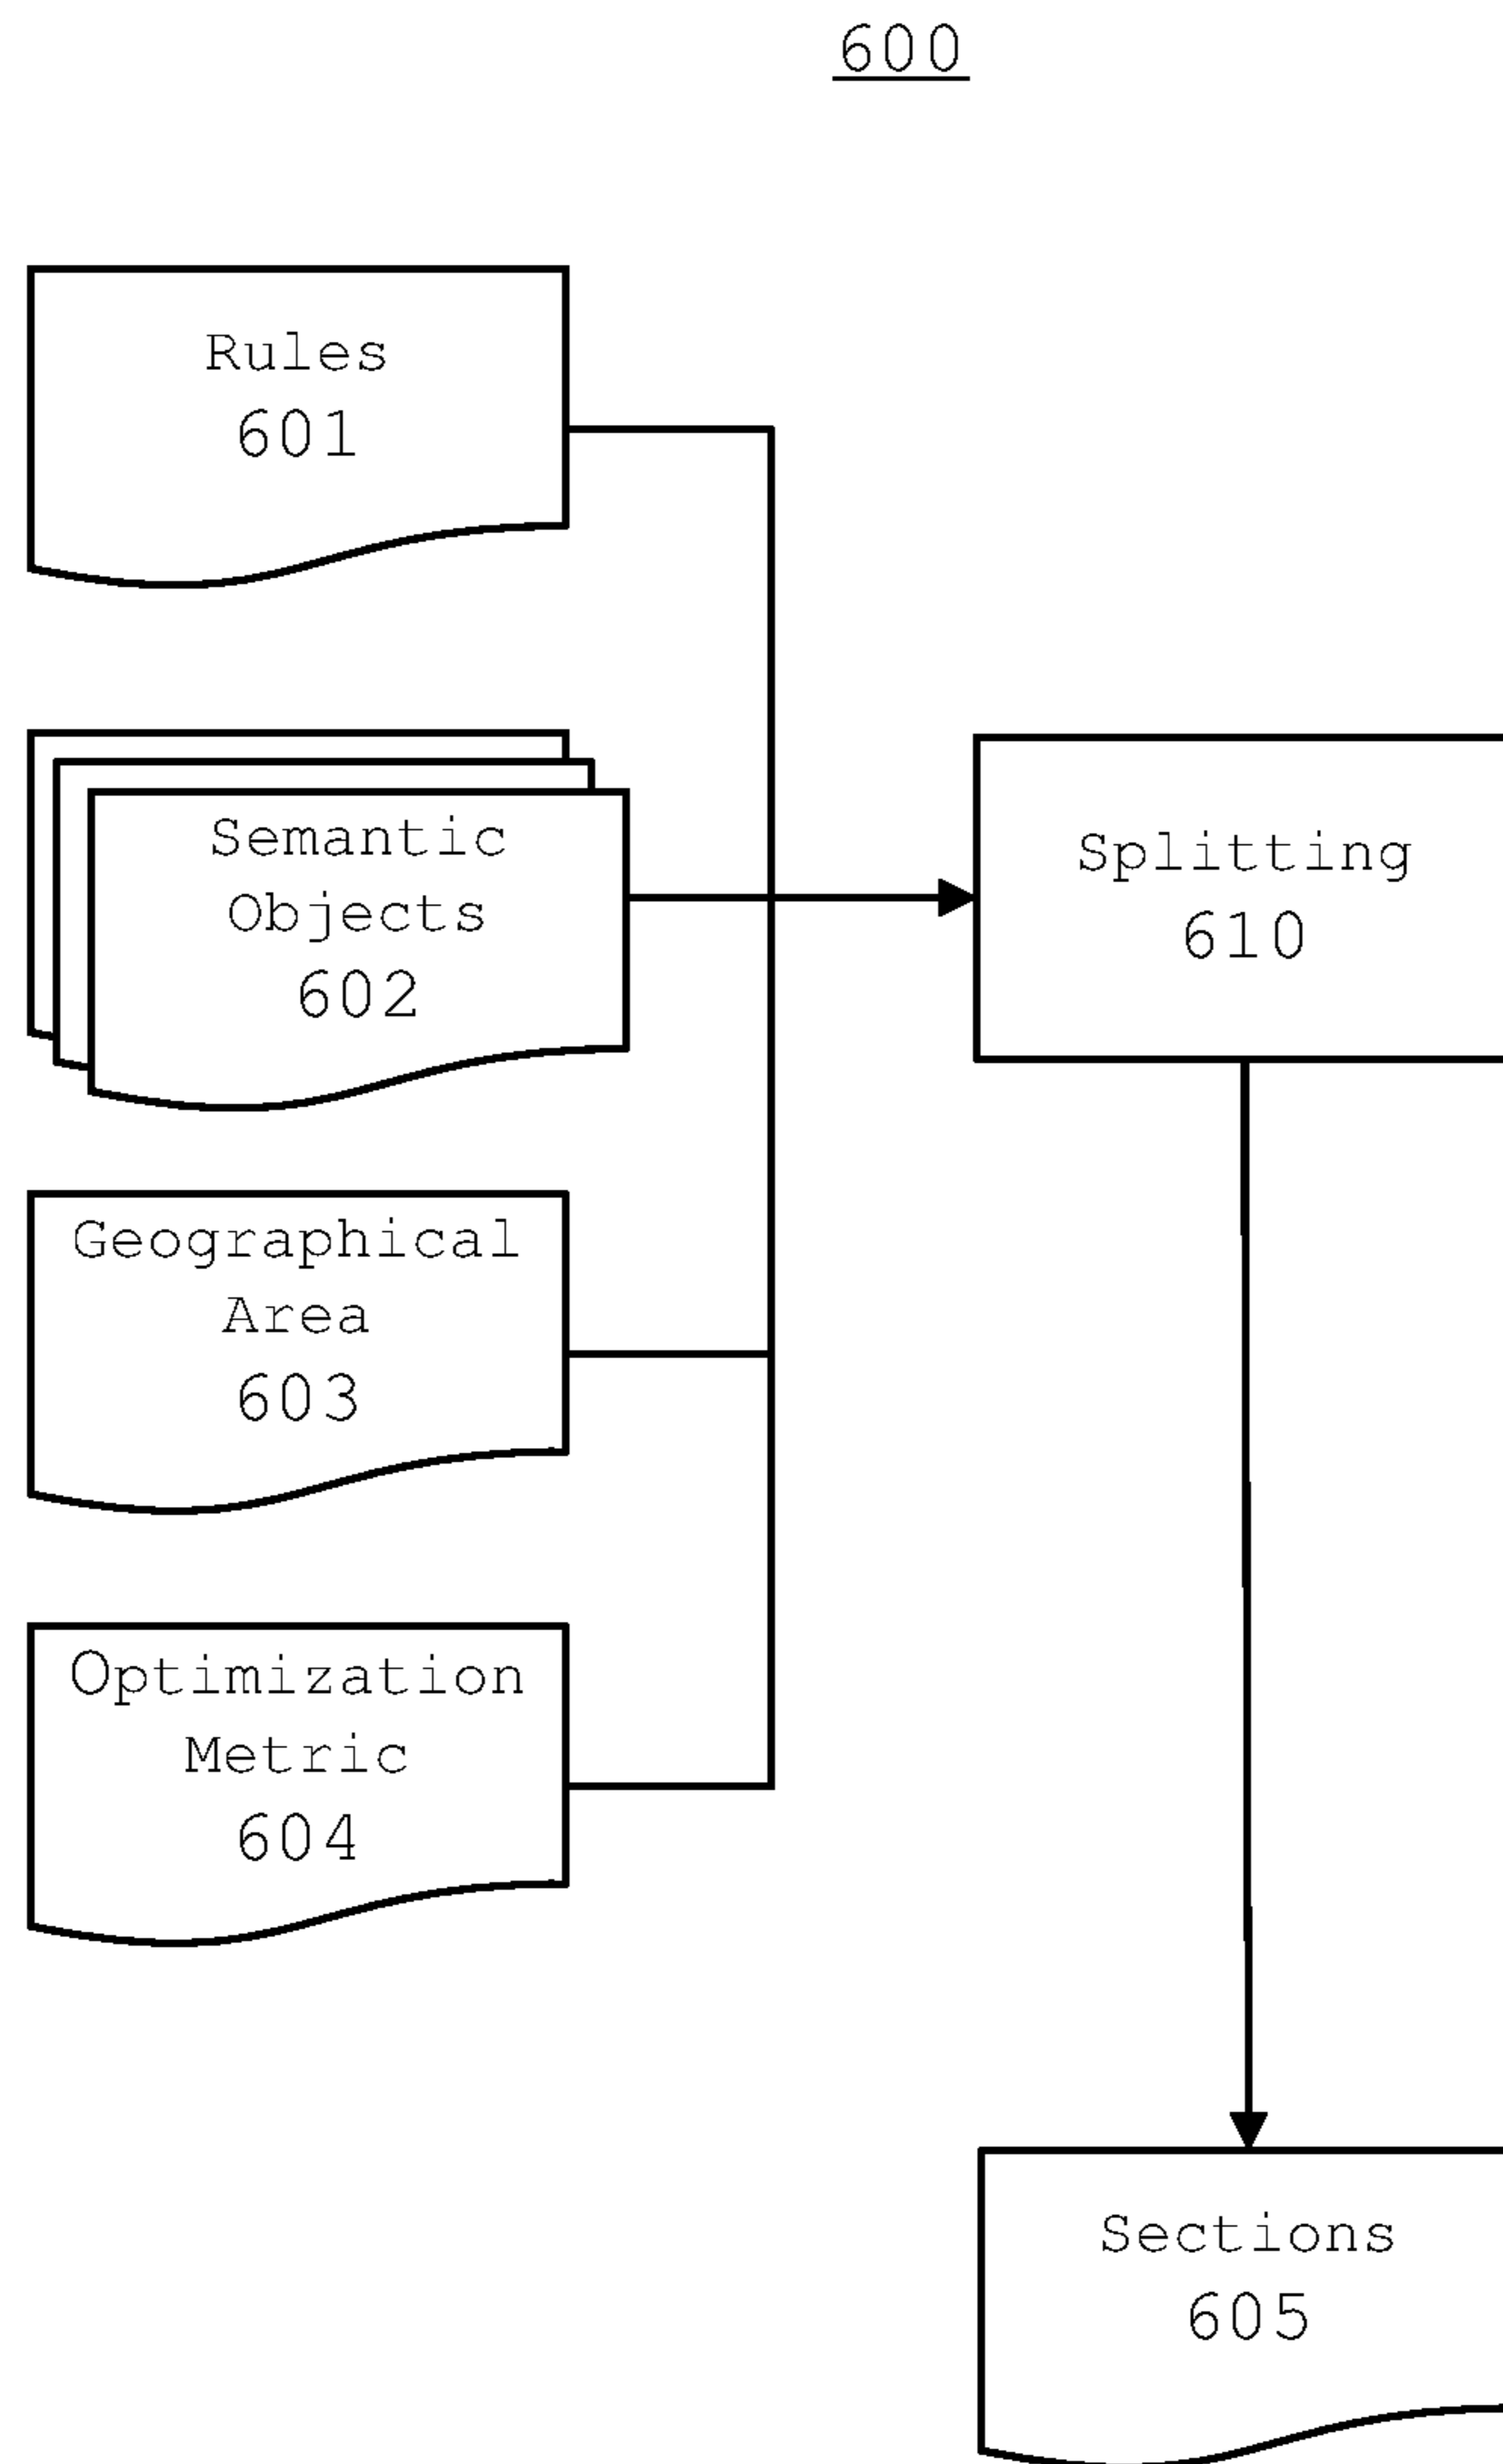 600
Rules
601
Semantic
Objects
602
Splitting
610
Geographical
Area
603
Optimization
Metric
604
Sections
605